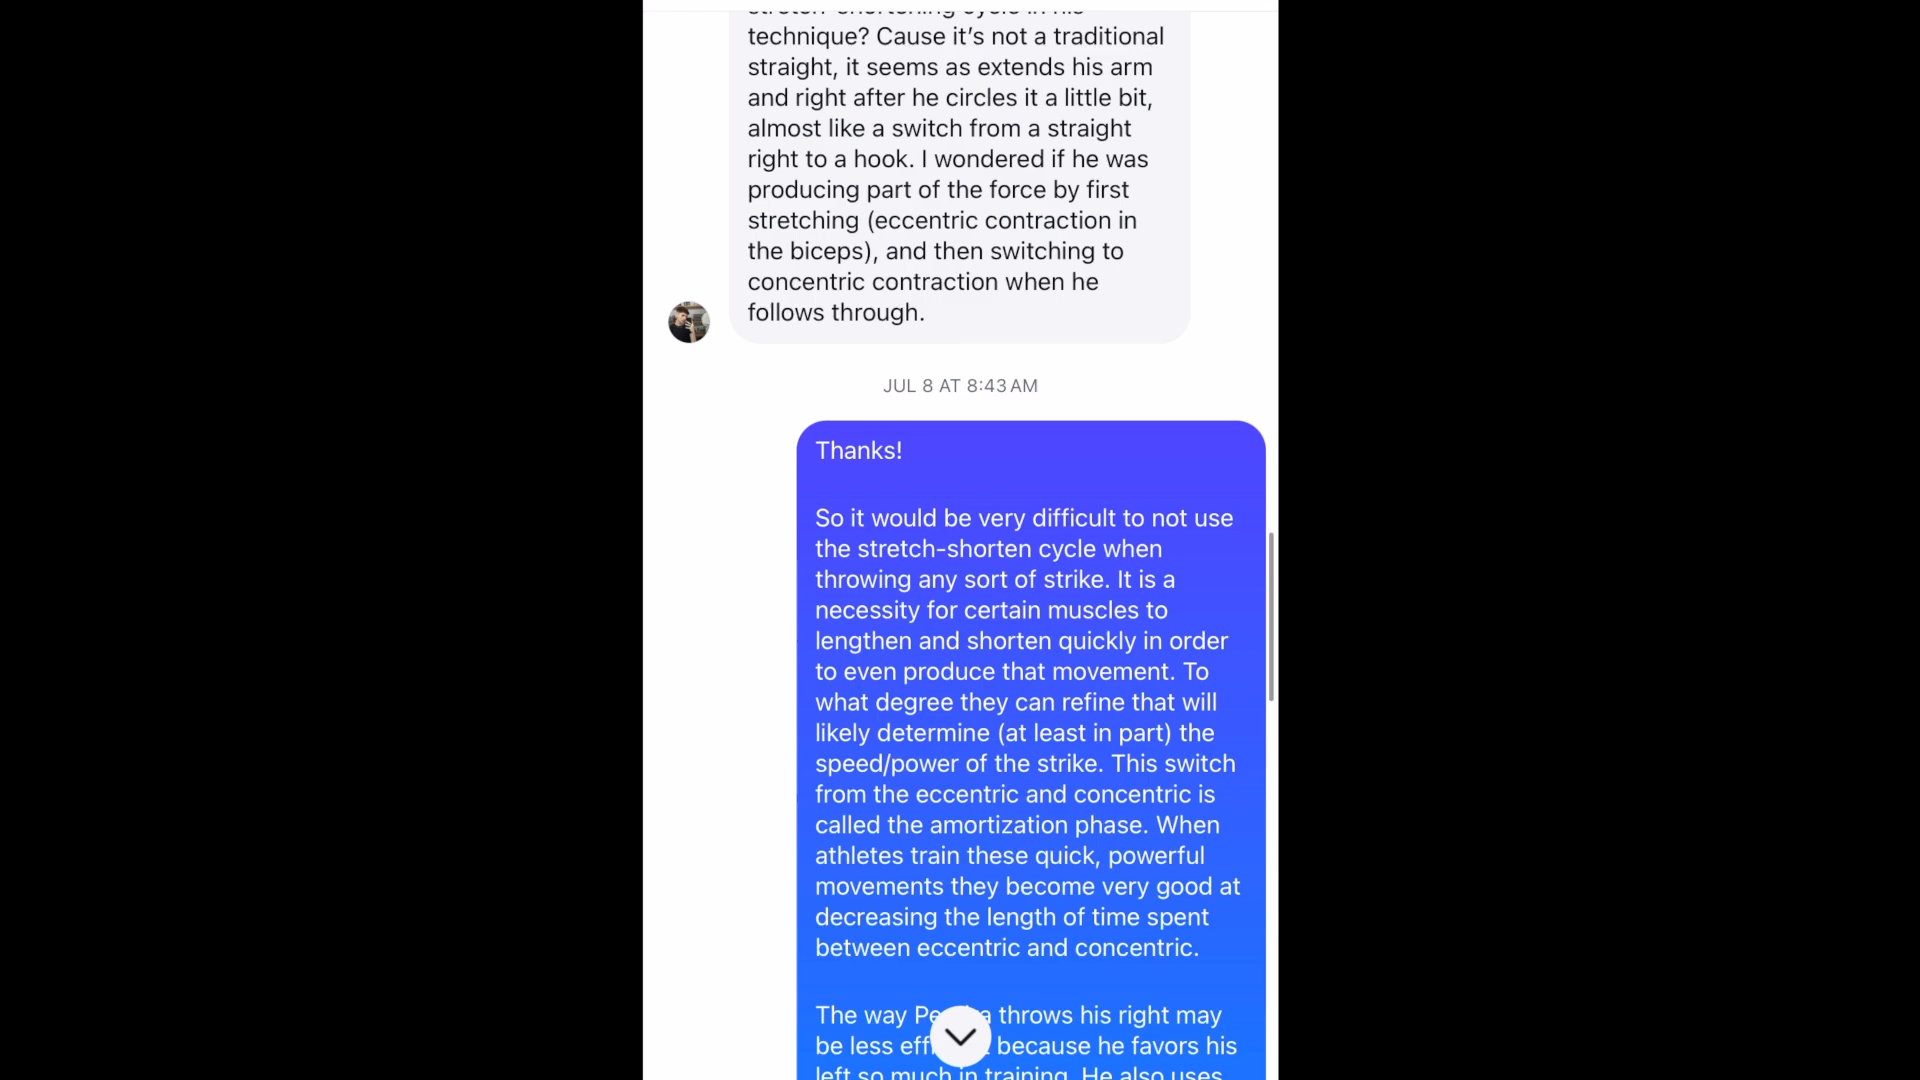 technique? Cause it’s not a traditional
straight, it seems as extends his arm
and right after he circles it a little bit,
almost like a switch from a straight
right to a hook. I wondered if he was
producing part of the force by first
stretching (eccentric contraction in
the biceps), and then switching to
concentric contraction when he
follows through.
JUL 8 AT 8:43 AM
Thanks!
So it would be very difficult to not use
the stretch-shorten cycle when
throwing any sort of strike. It is a
necessity for certain muscles to
lengthen and shorten quickly in order
to even produce that movement. To
what degree they can refine that will
likely determine (at least in part) the
speed/power of the strike. This switch
from the eccentric and concentric is
called the amortization phase. When
athletes train these quick, powerful
movements they become very good at
decreasing the length of time spent
between eccentric and concentric.
The way throws his right may
be less because he favors his
left so much in training. He also uses